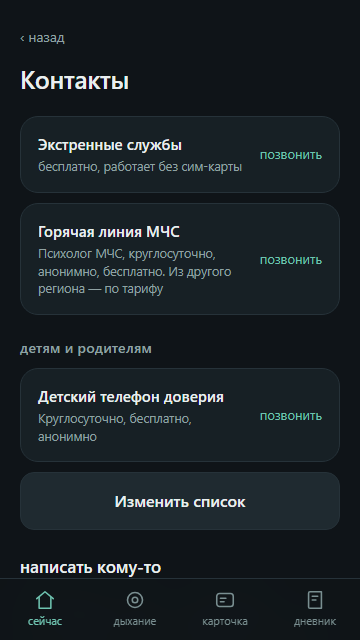 ‹ назад
Контакты
Экстренные службы
бесплатно, работает без сим-карты
позвонить
Горячая линия МЧС
Психолог МЧС, круглосуточно,
анонимно, бесплатно. Из другого
региона — по тарифу
позвонить
детям и родителям
Детский телефон доверия
Круглосуточно, бесплатно,
анонимно
позвонить
Изменить список
написать кому-то
сейчас
дыхание
карточка
дневник